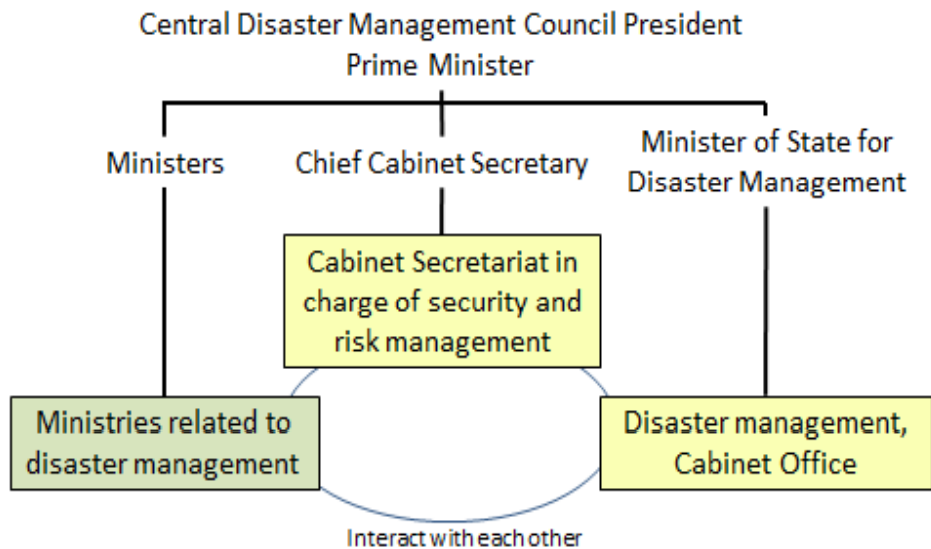 Central Disaster Management Council President
Prime Minister
Ministers
Chief Cabinet Secretary
Minister of State for
Disaster Management
Cabinet Secretariat in
charge of security and
risk management
Ministries related to
disaster management
Disaster management,
Cabinet Office
Interact with each other